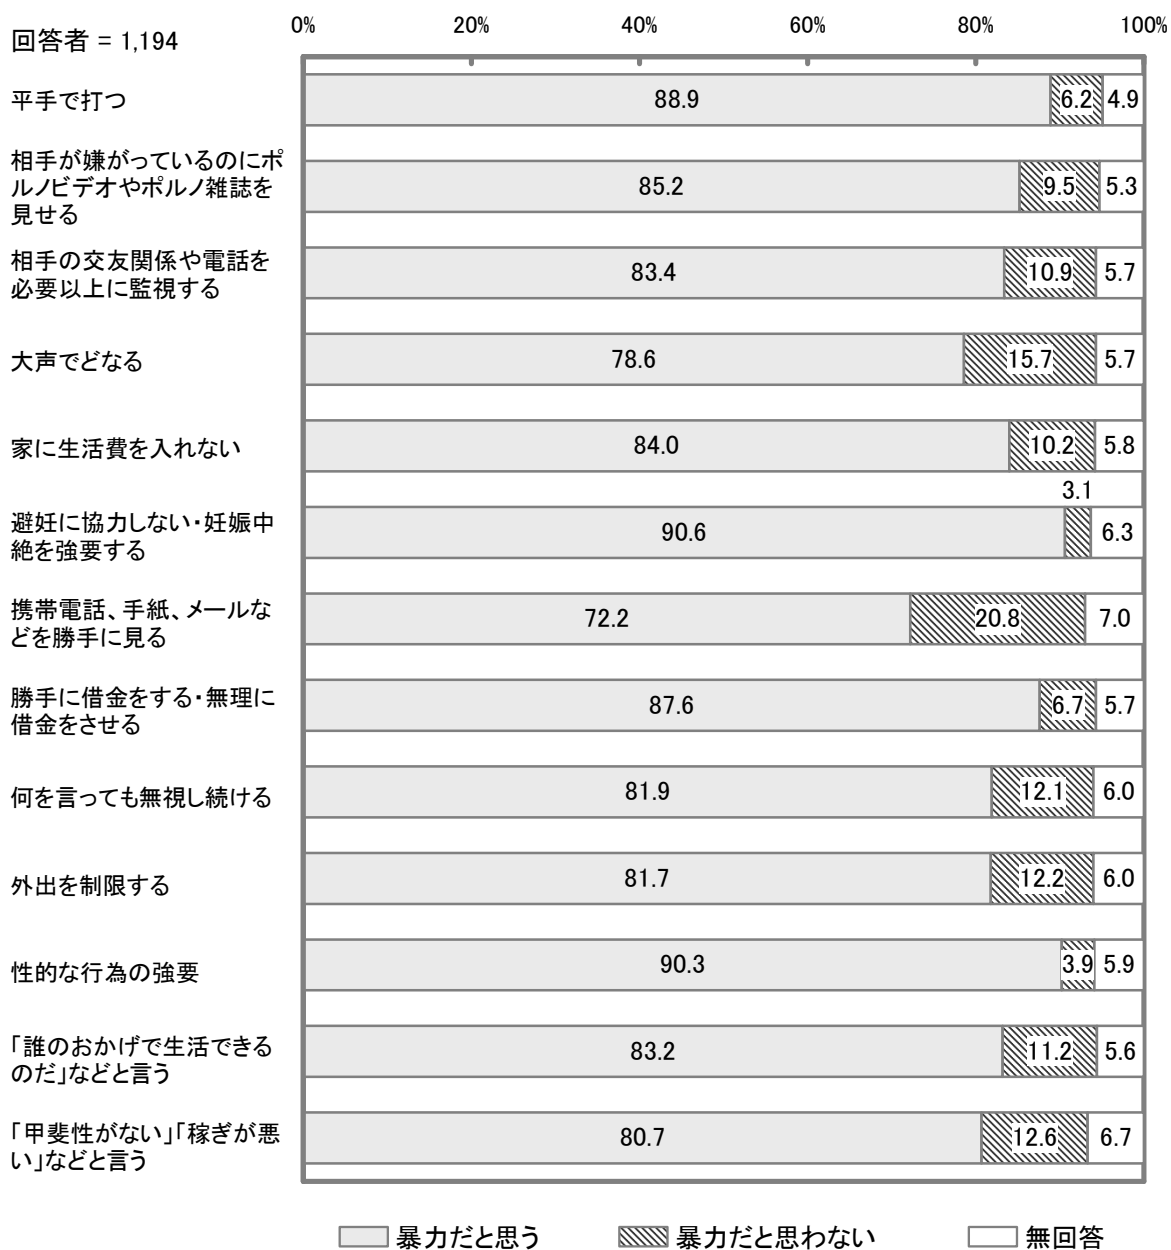 0% 20% 40% 60% 80% 100%
回答者 = 1,194
平手で打つ
88.9 6.2 4.9
相手が嫌がっているのにポ
ルノビデオやポルノ雑誌を
見せる
85.2 9.5 5.3
相手の交友関係や電話を
必要以上に監視する
83.4 10.9 5.7
大声でどなる
78.6 15.7 5.7
家に生活費を入れない
84.0 10.2 5.8
3.1
避妊に協力しない・妊娠中
絶を強要する
90.6 6.3
携帯電話、手紙、メールな
どを勝手に見る
72.2 20.8 7.0
勝手に借金をする・無理に
借金をさせる
87.6 6.7 5.7
何を言っても無視し続ける
81.9 12.1 6.0
外出を制限する
81.7 12.2 6.0
性的な行為の強要
90.3 3.9 5.9
「誰のおかげで生活できる
のだ」などと言う
83.2 11.2 5.6
「甲斐性がない」「稼ぎが悪
い」などと言う
80.7 12.6 6.7
暴力だと思う 暴力だと思わない 無回答